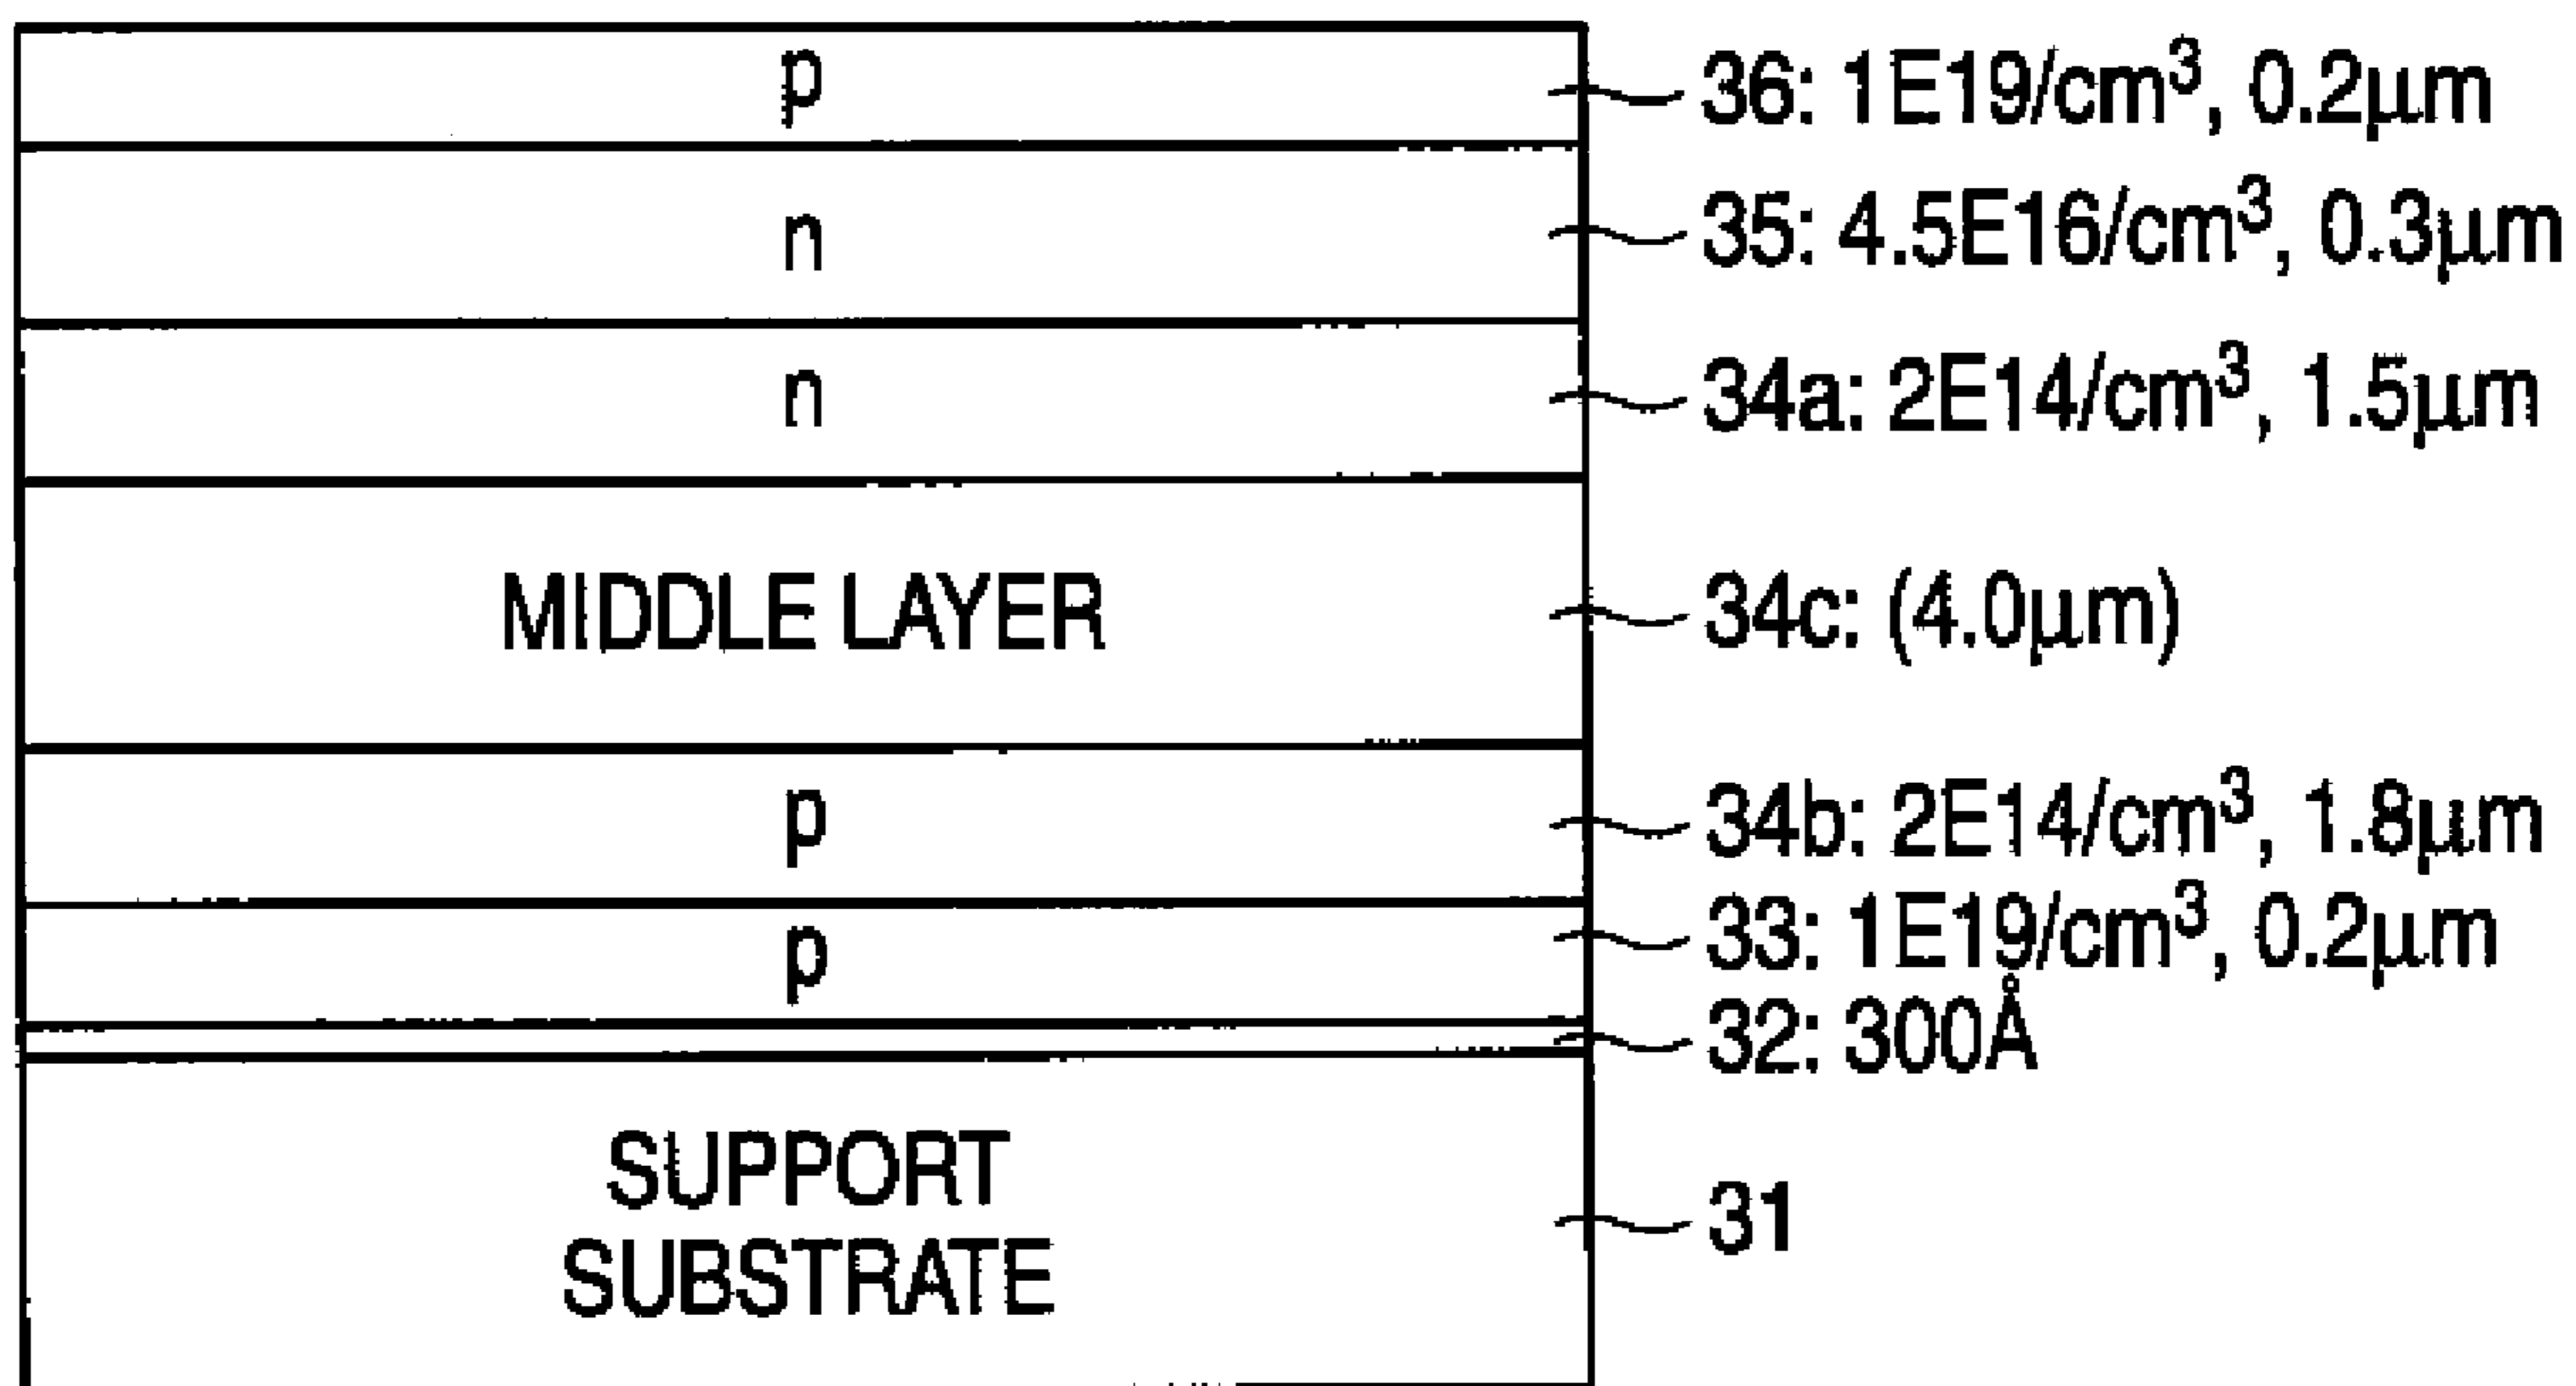 p
36: 1E19/cm³, 0.2μm
n
35: 4.5E16/cm³, 0.3μm
n
34a: 2E14/cm³, 1.5μm
MIDDLE LAYER
34c: (4.0μm)
p
34b: 2E14/cm³, 1.8μm
p
33: 1E19/cm³, 0.2μm
32: 300Å
SUPPORT
SUBSTRATE
31